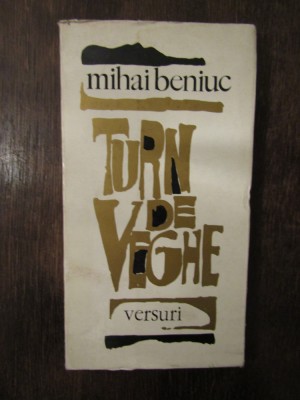 mihai beniuc
TURN
DE
VEGHE
versuri